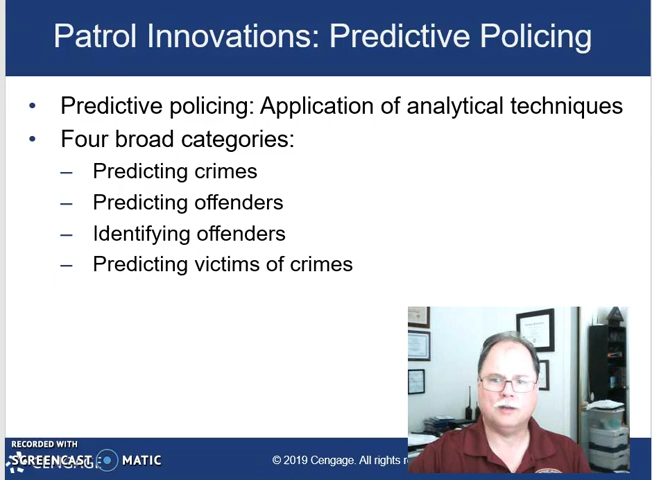 Patrol Innovations: Predictive Policing
• Predictive policing: Application of analytical techniques
• Four broad categories:
– Predicting crimes
– Predicting offenders
– Identifying offenders
– Predicting victims of crimes
RECORDED WITH
SCREENCAST MATIC
CENGAGE
© 2019 Cengage. All rights